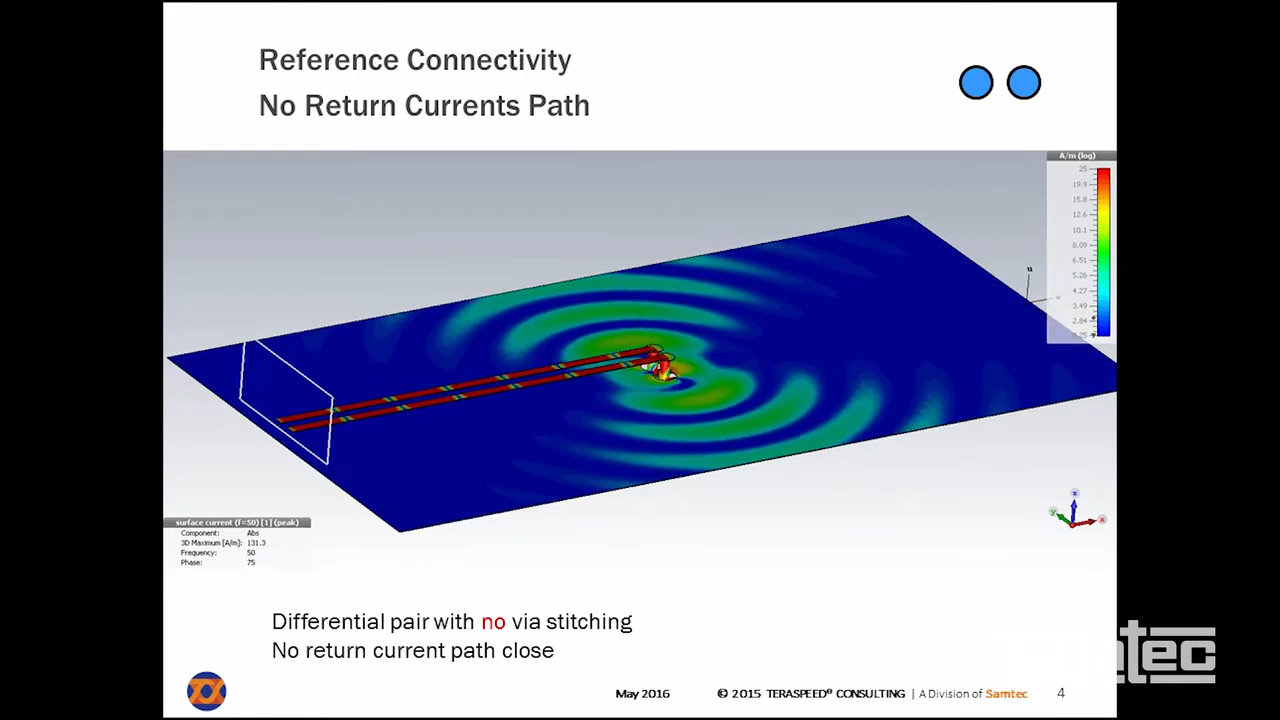 Reference Connectivity
No Return Currents Path
A/m (log)
25
19.9
15.8
12.6
10.1
8.09
6.51
5.26
4.27
3.49
2.84
u
surface current (f=50) [1] (peak)
Component: Abs
3D Maximum [A/m]: 131.3
Frequency: 50
Phase: 75
Differential pair with no via stitching
No return current path close
May 2016
© 2015 TERASPEED® CONSULTING | A Division of Samtec
4